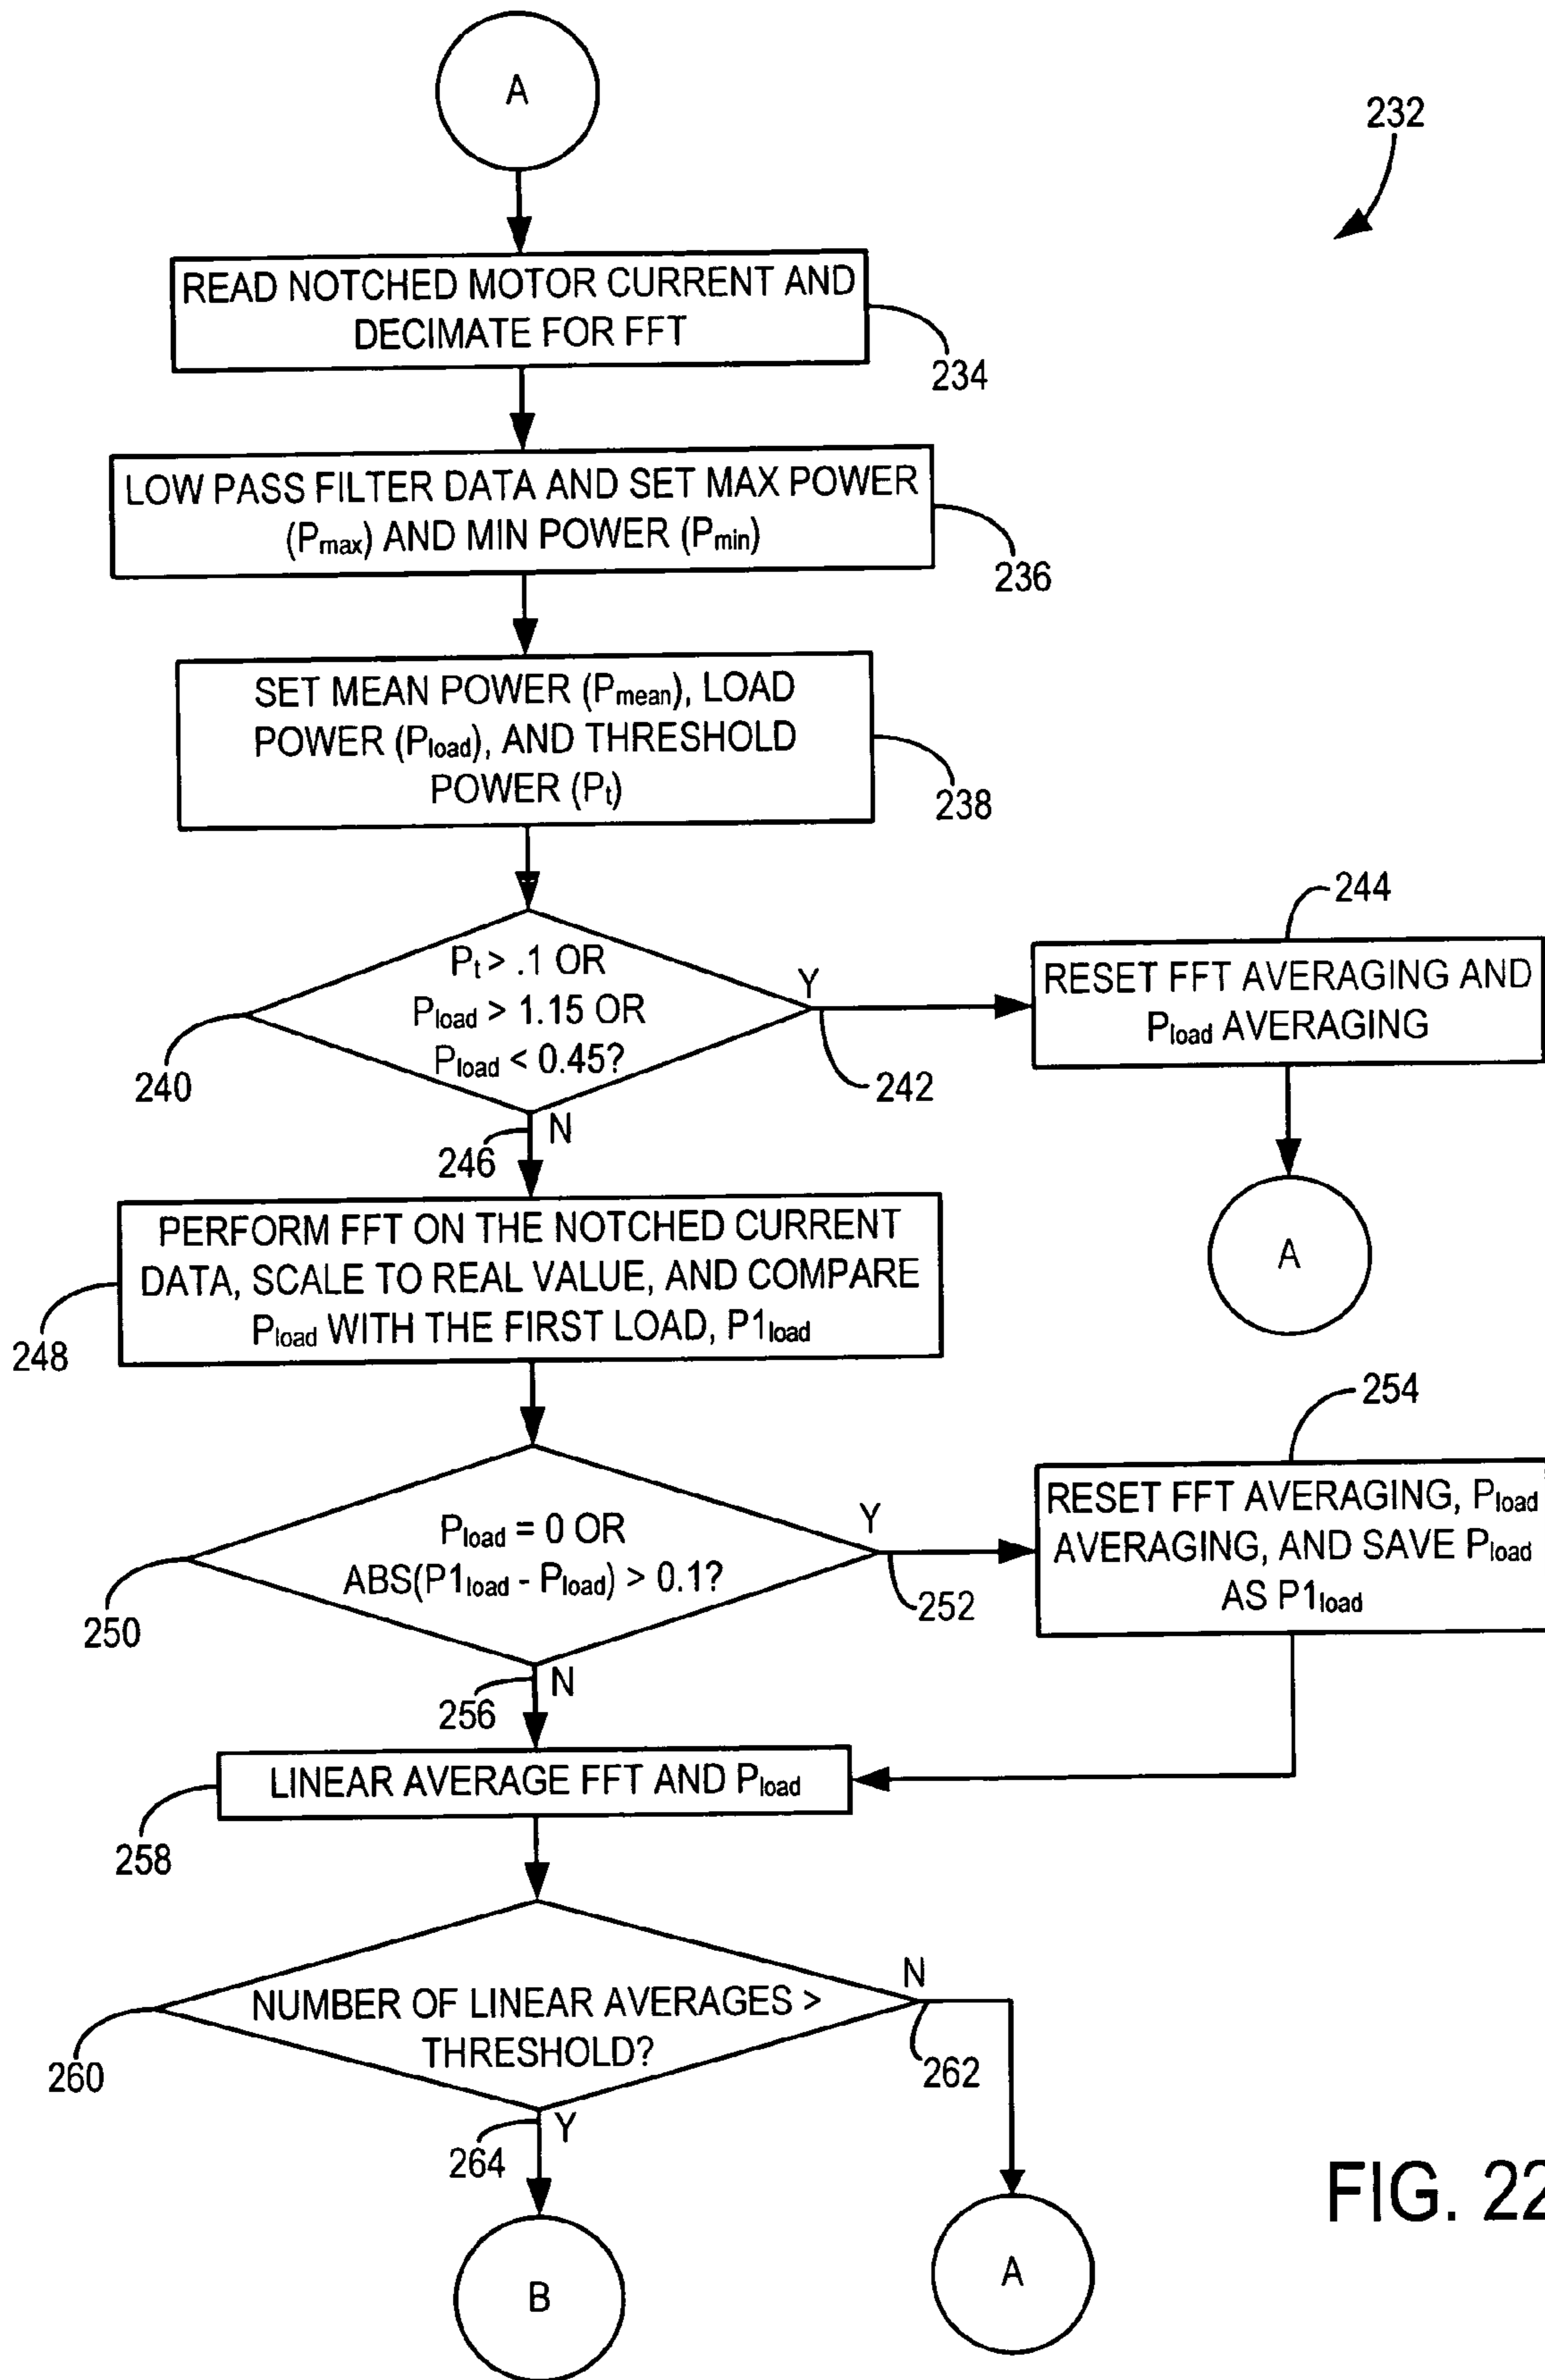 A
232
READ NOTCHED MOTOR CURRENT AND
DECIMATE FOR FFT
234
LOW PASS FILTER DATA AND SET MAX POWER
(Pmax) AND MIN POWER (Pmin)
236
SET MEAN POWER (Pmean), LOAD
POWER (Pload), AND THRESHOLD
POWER (Pt)
238
Pt > .1 OR
Pload > 1.15 OR
Pload < 0.45?
240
Y
242
244
RESET FFT AVERAGING AND
Pload AVERAGING
A
246
N
PERFORM FFT ON THE NOTCHED CURRENT
DATA, SCALE TO REAL VALUE, AND COMPARE
Pload WITH THE FIRST LOAD, P1load
248
Pload = 0 OR
ABS(P1load - Pload) > 0.1?
250
Y
252
254
RESET FFT AVERAGING, Pload
AVERAGING, AND SAVE Pload
AS P1load
256
N
LINEAR AVERAGE FFT AND Pload
258
NUMBER OF LINEAR AVERAGES >
THRESHOLD?
260
N
262
264
Y
B
A
FIG. 22